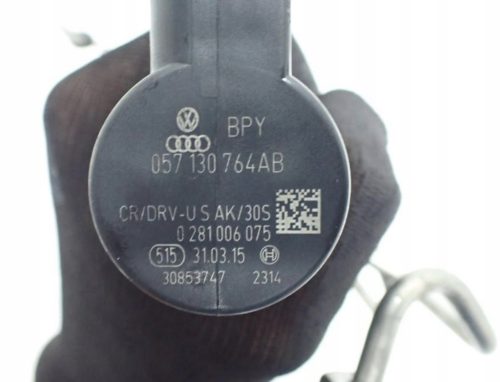 BPY
057 130 764AB
CR/DRV-U S AK/30S
0 281 006 075
515 31.03.15
30853747 2314